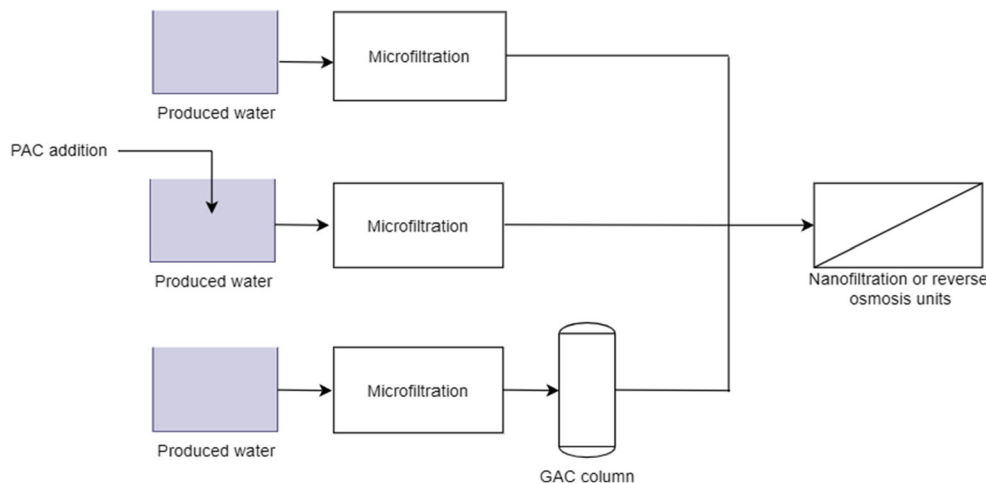 Microfiltration
Produced water
PAC addition
Microfiltration
Produced water
Nanofiltration or reverse
osmosis units
Microfiltration
Produced water
GAC column